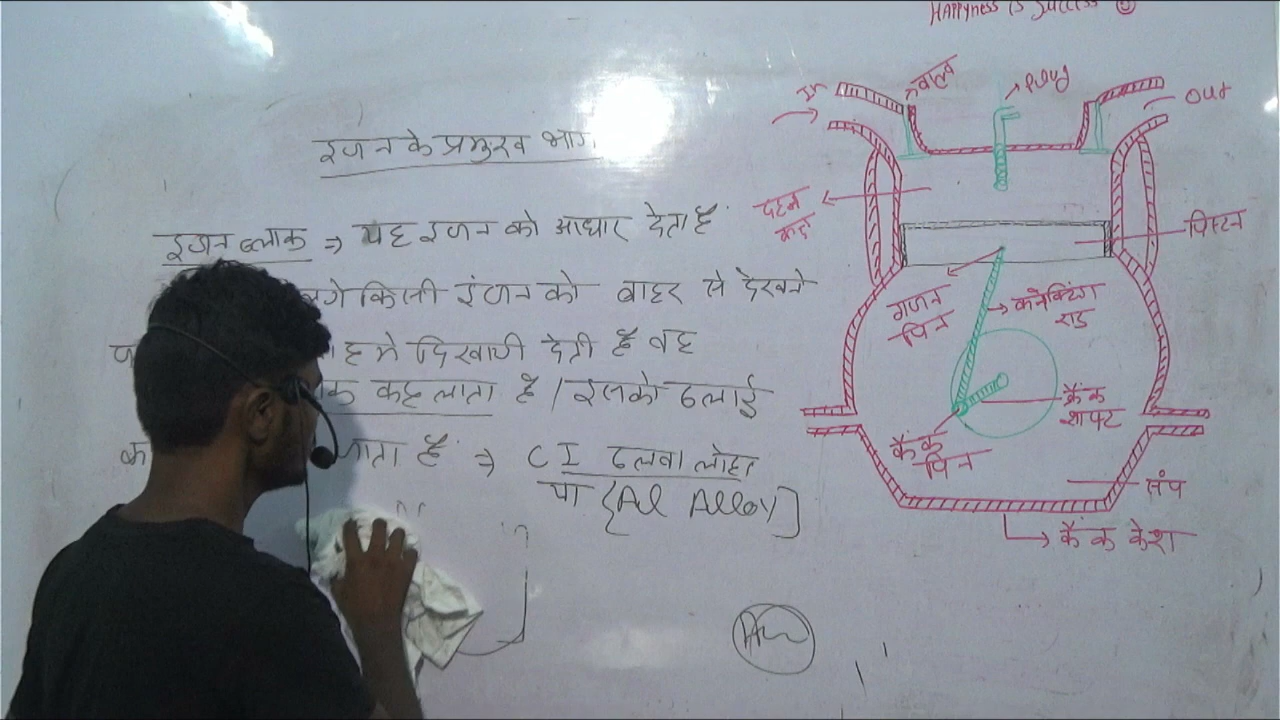 HAPPYness is Success
इंजन के प्रमुख भाग
इंजन ब्लाक ⇒ यह इंजन को आधार देता है
किसी इंजन को बाहर से देखने
में दिखायी देती है वह
कहलाता है / इसको ढलाई
जाता है ⇒ CI ढलवा लोहा
या {Al Alloy}
In
वाल्व
Plug
out
दहन
कक्ष
पिस्टन
गजन
पिन
कनेक्टिंग
राड
क्रैंक
शाफ्ट
क्रैंक
पिन
संप
क्रैंक केश